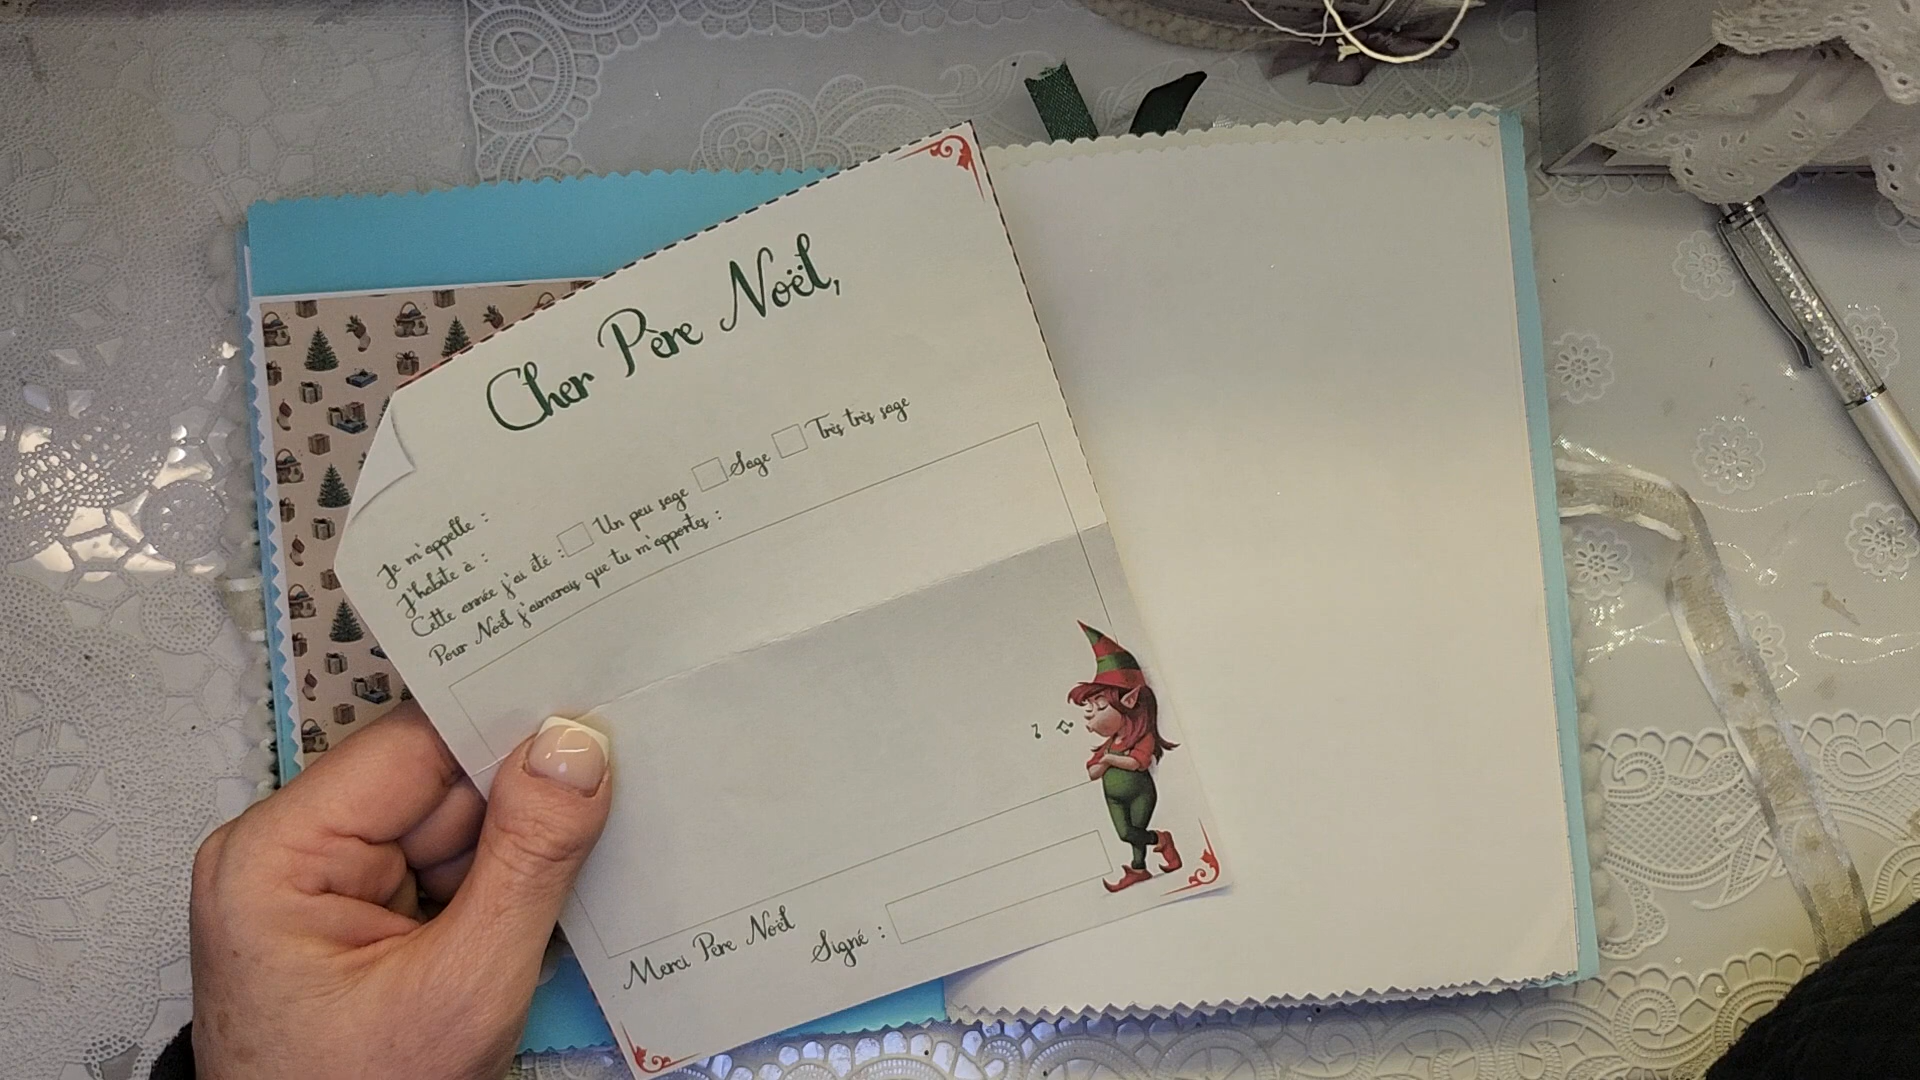 Cher Père Noël,
Je m'appelle :
J'habite à :
Cette année j'ai été : Un peu sage Sage Très très sage
Pour Noël j'aimerais que tu m'apportes :
Merci Père Noël
Signé :